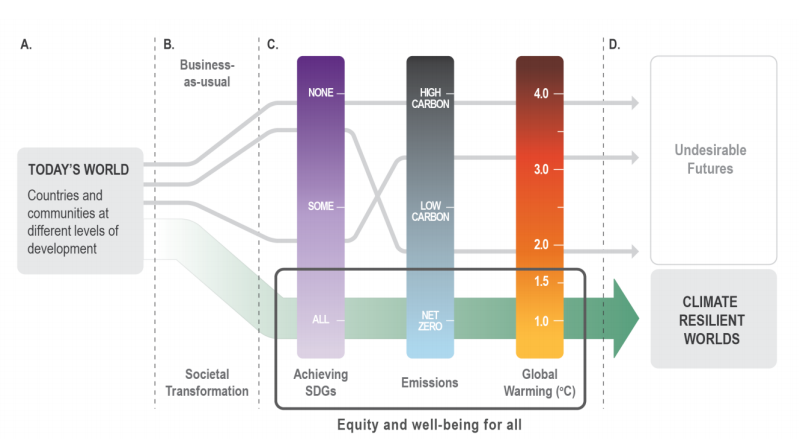 A.
B.
C.
D.
Business-
as-usual
TODAY'S WORLD
Countries and
communities at
different levels of
development
Societal
Transformation
NONE
SOME
ALL
Achieving
SDGs
HIGH
CARBON
LOW
CARBON
NET
ZERO
Emissions
4.0
3.0
2.0
1.5
1.0
Global
Warming (°C)
Equity and well-being for all
Undesirable
Futures
CLIMATE
RESILIENT
WORLDS